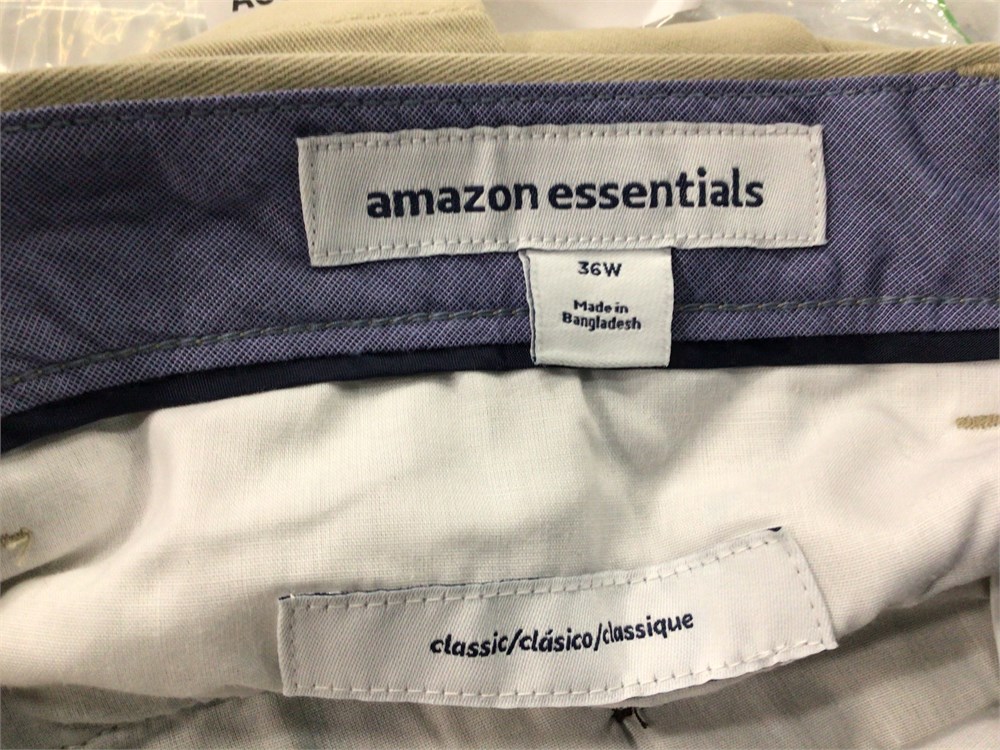 amazon essentials
36W
Made in
Bangladesh
classic/clásico/classique